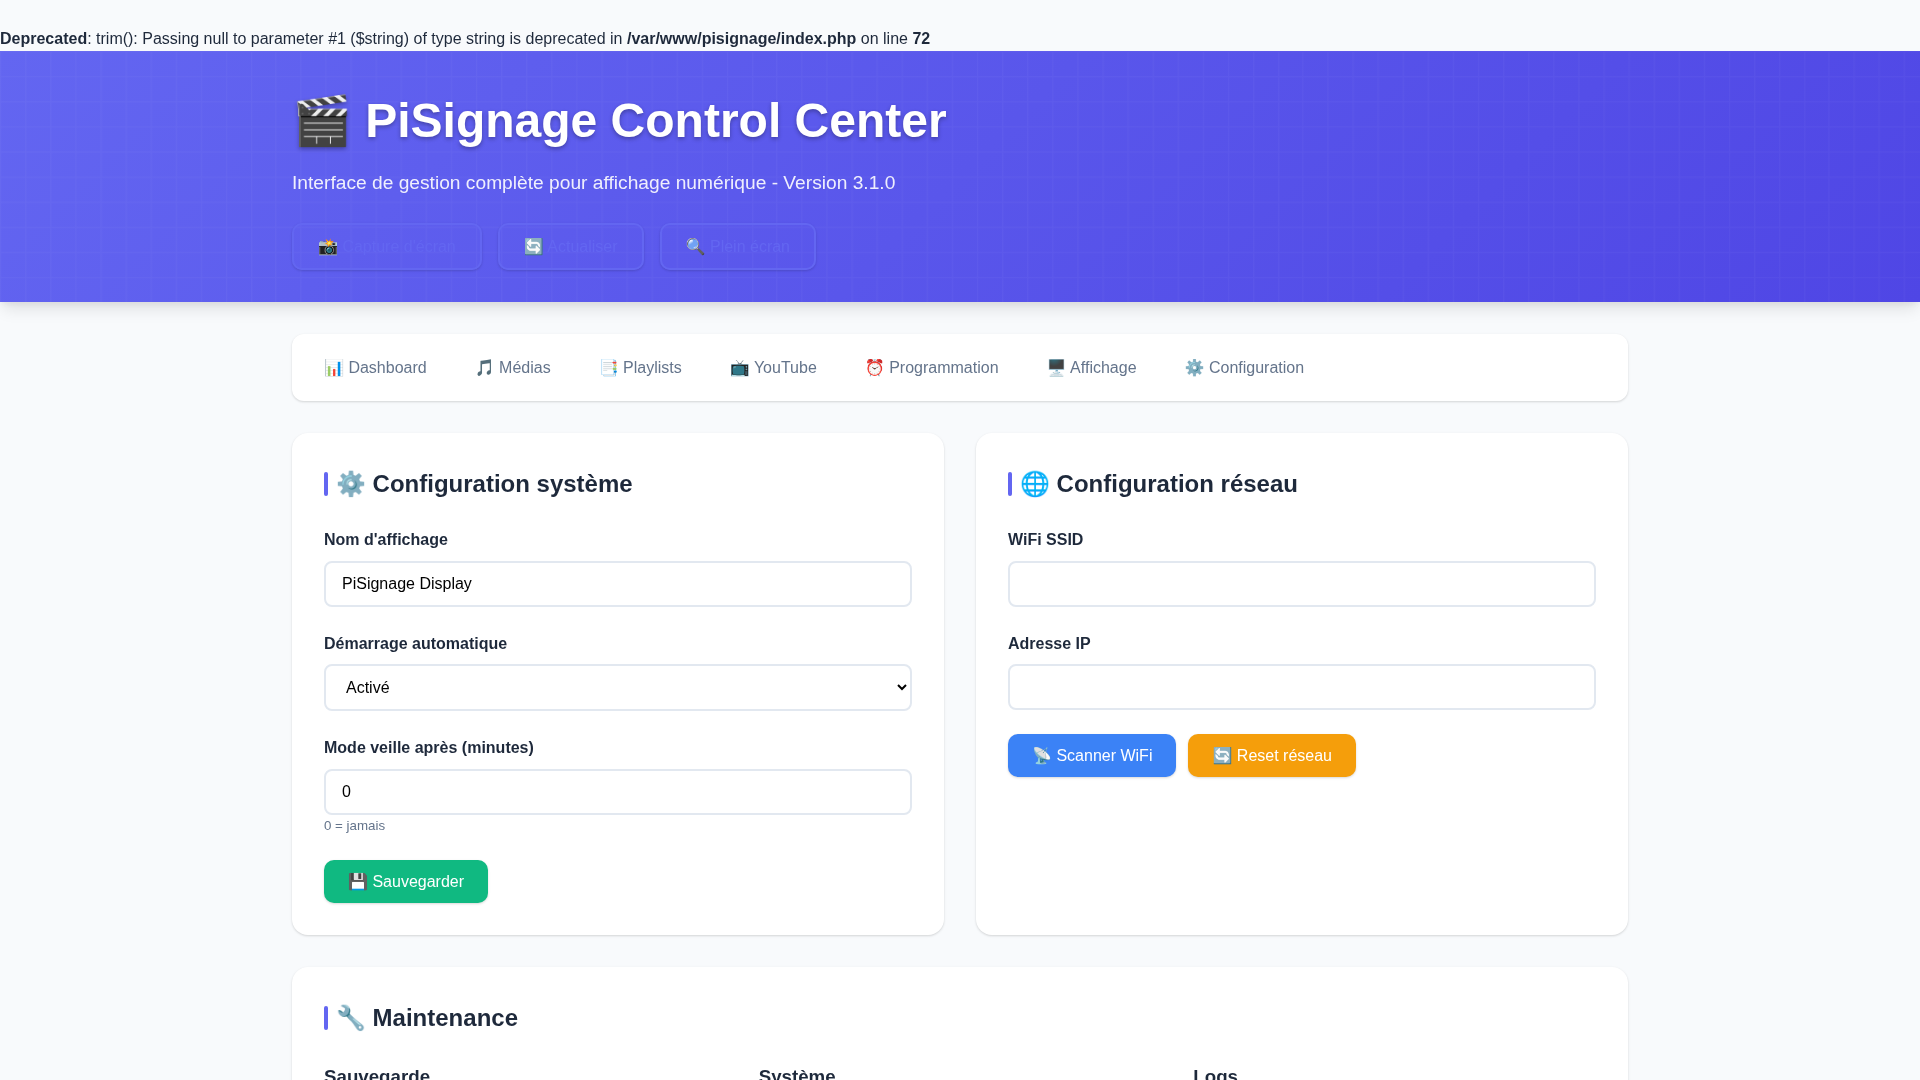 Deprecated: trim(): Passing null to parameter #1 ($string) of type string is deprecated in /var/www/pisignage/index.php on line 72
🎬 PiSignage Control Center
Interface de gestion complète pour affichage numérique - Version 3.1.0
📸 Capture d'écran 🔄 Actualiser 🔍 Plein écran
📊 Dashboard 🎵 Médias 📑 Playlists 📺 YouTube ⏰ Programmation 🖥️ Affichage ⚙️ Configuration
⚙️ Configuration système
Nom d'affichage
PiSignage Display
Démarrage automatique
Activé
Mode veille après (minutes)
0
0 = jamais
💾 Sauvegarder
🌐 Configuration réseau
WiFi SSID
Adresse IP
📡 Scanner WiFi 🔄 Reset réseau
🔧 Maintenance
Sauvegarde Système Logs